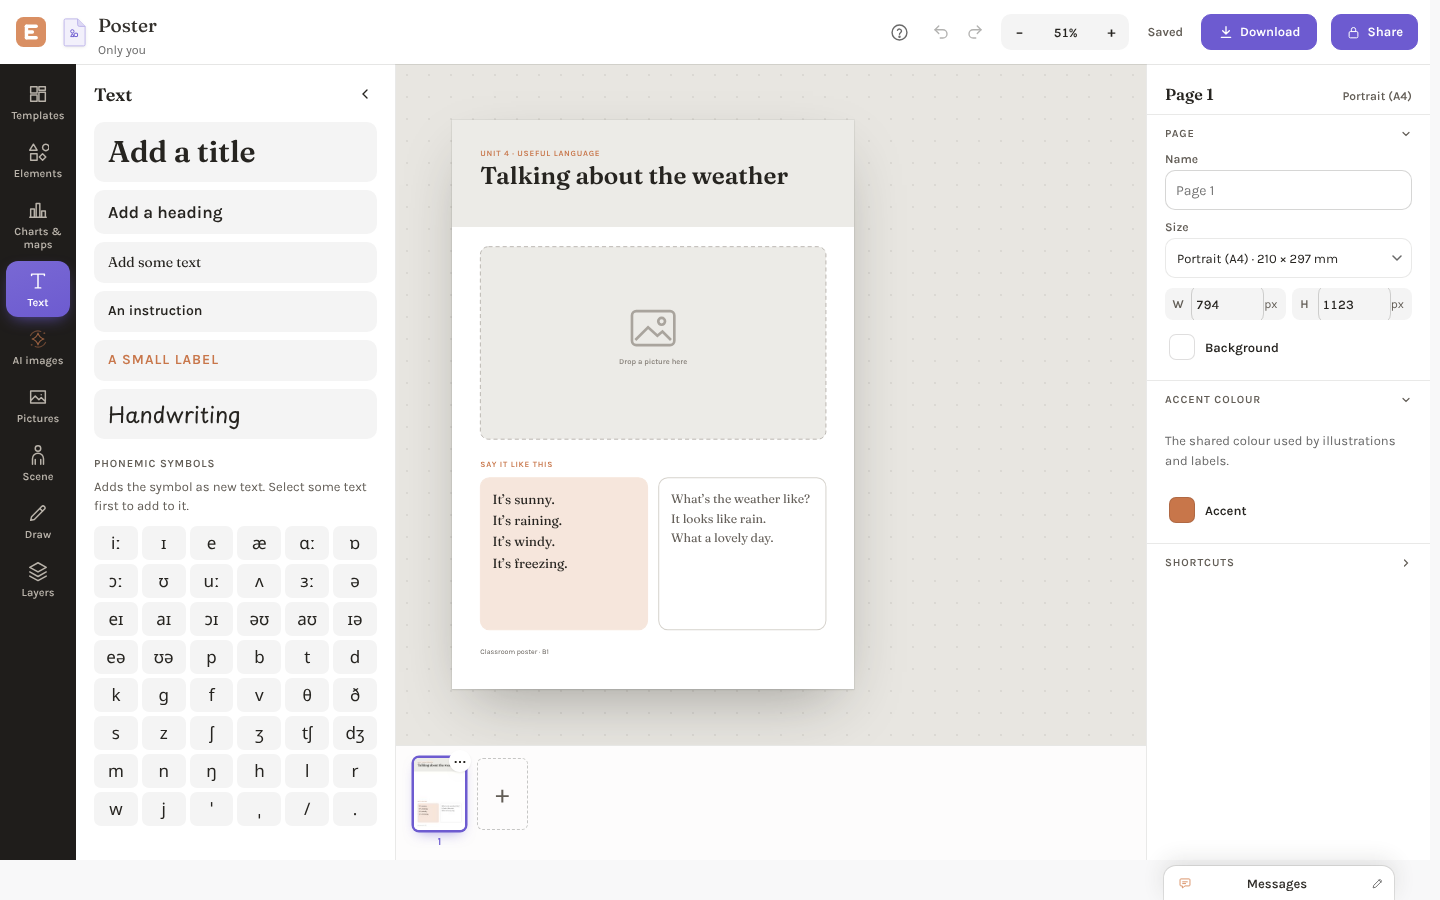 E
Poster
Only you
-
51%
+
Saved
Download
Share
Templates
Elements
Charts &
maps
Text
AI images
Pictures
Scene
Draw
Layers
Text
Add a title
Add a heading
Add some text
An instruction
A SMALL LABEL
Handwriting
PHONEMIC SYMBOLS
Adds the symbol as new text. Select some text
first to add to it.
iː ɪ e æ ɑː ɒ
ɔː ʊ uː ʌ ɜː ə
eɪ aɪ ɔɪ əʊ aʊ ɪə
eə ʊə p b t d
k g f v θ ð
s z ʃ ʒ tʃ dʒ
m n ŋ h l r
w j ˈ ˌ / .
UNIT 4 · USEFUL LANGUAGE
Talking about the weather
Drop a picture here
SAY IT LIKE THIS
It’s sunny.
It’s raining.
It’s windy.
It’s freezing.
What’s the weather like?
It looks like rain.
What a lovely day.
Classroom poster · B1
1
Page 1
Portrait (A4)
PAGE
Name
Page 1
Size
Portrait (A4) · 210 × 297 mm
W 794 px H 1123 px
Background
ACCENT COLOUR
The shared colour used by illustrations
and labels.
Accent
SHORTCUTS
Messages